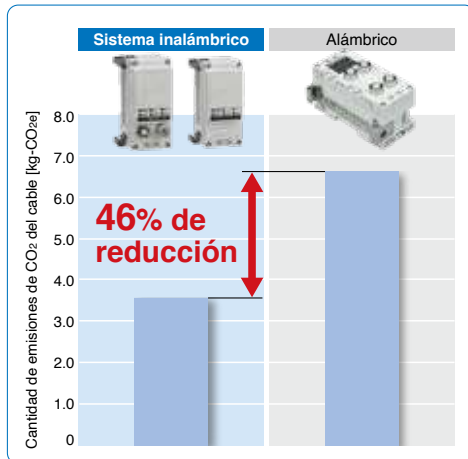 Sistema inalámbrico
Alámbrico
Cantidad de emisiones de CO2 del cable [kg-CO2e]
8.0
7.0
6.0
5.0
4.0
3.0
2.0
1.0
0
46% de
reducción